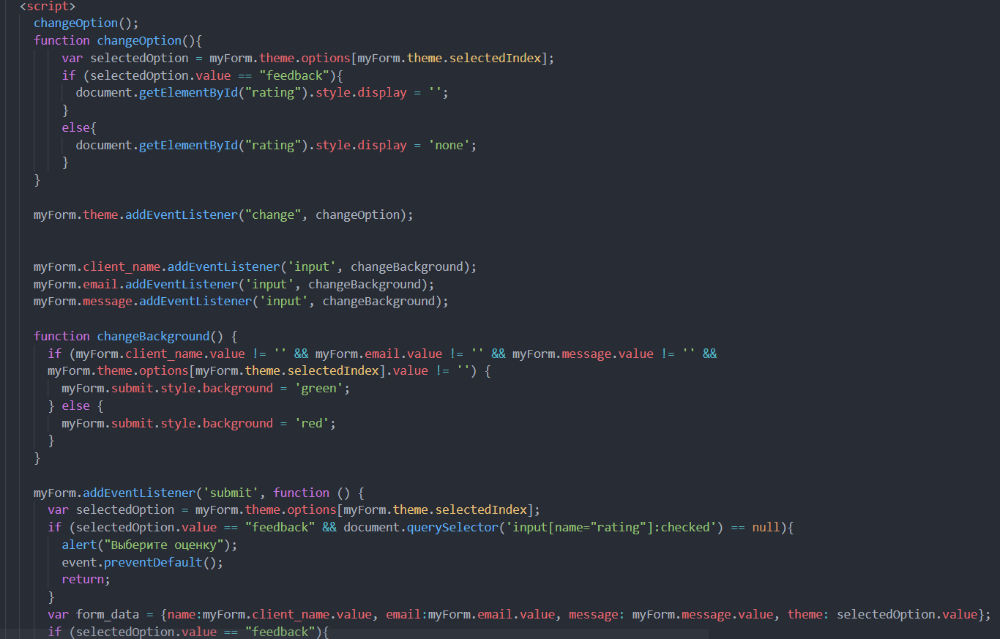 <script>
changeOption();
function changeOption(){
var selectedOption = myForm.theme.options[myForm.theme.selectedIndex];
if (selectedOption.value == "feedback"){
document.getElementById("rating").style.display = '';
}
else{
document.getElementById("rating").style.display = 'none';
}
}
myForm.theme.addEventListener("change", changeOption);
myForm.client_name.addEventListener('input', changeBackground);
myForm.email.addEventListener('input', changeBackground);
myForm.message.addEventListener('input', changeBackground);
function changeBackground() {
if (myForm.client_name.value != '' && myForm.email.value != '' && myForm.message.value != '' &&
myForm.theme.options[myForm.theme.selectedIndex].value != '') {
myForm.submit.style.background = 'green';
} else {
myForm.submit.style.background = 'red';
}
}
myForm.addEventListener('submit', function () {
var selectedOption = myForm.theme.options[myForm.theme.selectedIndex];
if (selectedOption.value == "feedback" && document.querySelector('input[name="rating"]:checked') == null){
alert("Выберите оценку");
event.preventDefault();
return;
}
var form_data = {name:myForm.client_name.value, email:myForm.email.value, message: myForm.message.value, theme: selectedOption.value};
if (selectedOption.value == "feedback"){